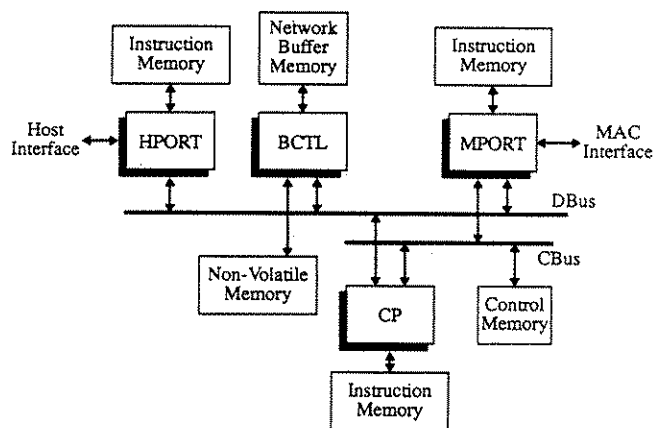 Instruction
Memory
Network
Buffer
Memory
Instruction
Memory
Host
Interface
HPORT
BCTL
MPORT
MAC
Interface
DBus
CBus
Non-Volatile
Memory
CP
Control
Memory
Instruction
Memory